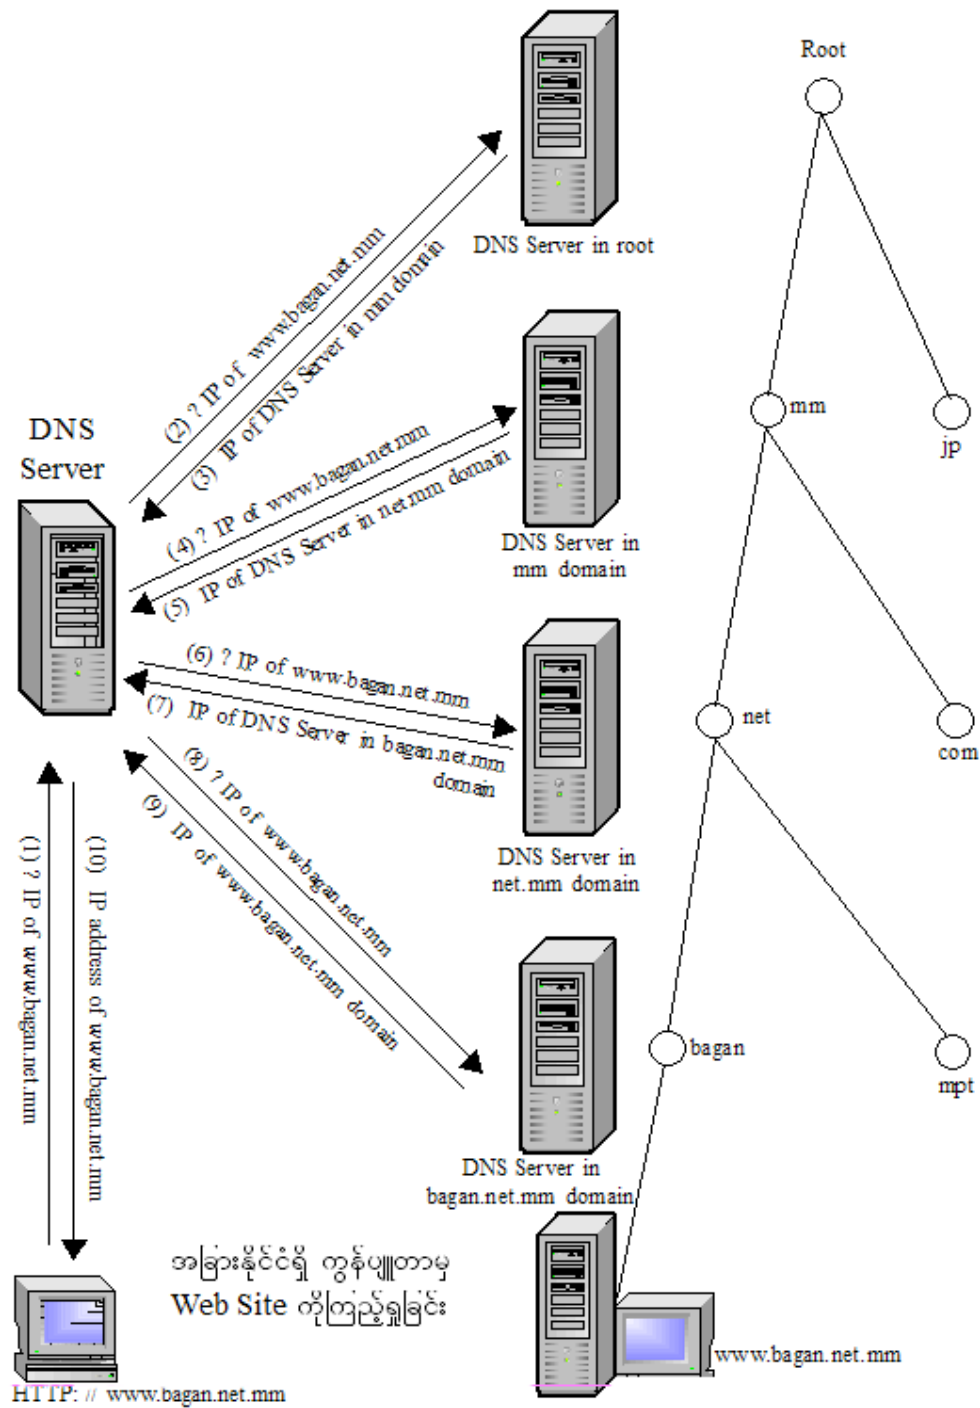 Root
DNS Server in root
(2) ? IP of www.bagan.net.mm
(3) IP of DNS Server in mm domain
mm
jp
DNS
Server
(4) ? IP of www.bagan.net.mm
(5) IP of DNS Server in net.mm domain
DNS Server in
mm domain
(6) ? IP of www.bagan.net.mm
(7) IP of DNS Server in bagan.net.mm
domain
net
com
(8) ? IP of www.bagan.net.mm
(9) IP of www.bagan.net.mm domain
DNS Server in
net.mm domain
(1) ? IP of www.bagan.net.mm
(10) IP address of www.bagan.net.mm
bagan
mpt
DNS Server in
bagan.net.mm domain
အခြားနိုင်ငံရှိ ကွန်ပျူတာမှ
Web Site ကိုကြည့်ရှုခြင်း
www.bagan.net.mm
HTTP: // www.bagan.net.mm